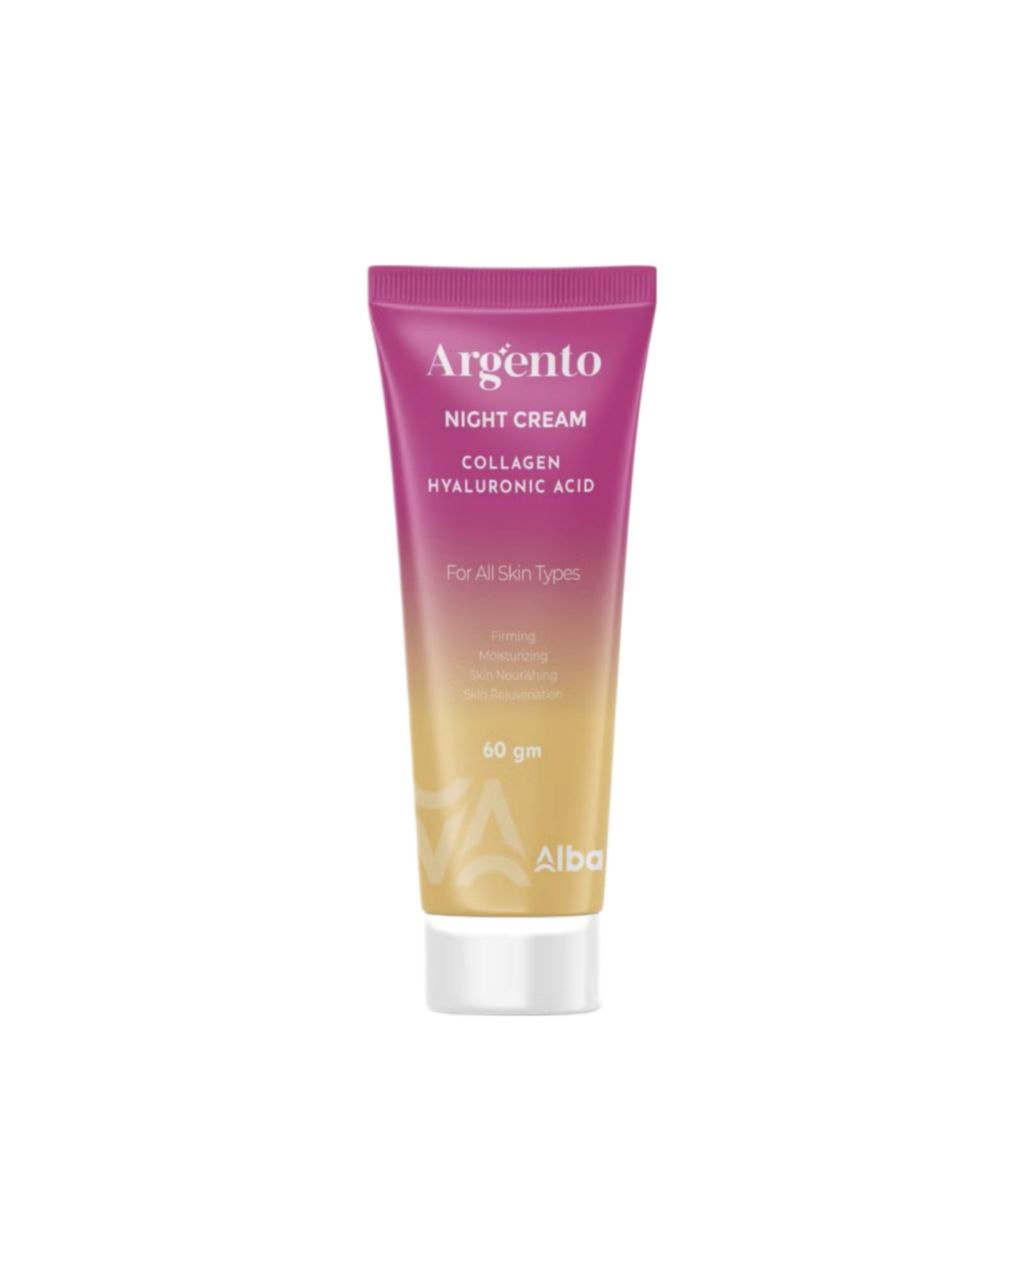 Argento
NIGHT CREAM
COLLAGEN
HYALURONIC ACID
For All Skin Types
Firming
Moisturizing
Skin Nourishing
Skin Rejuvenation
60 gm
Alba